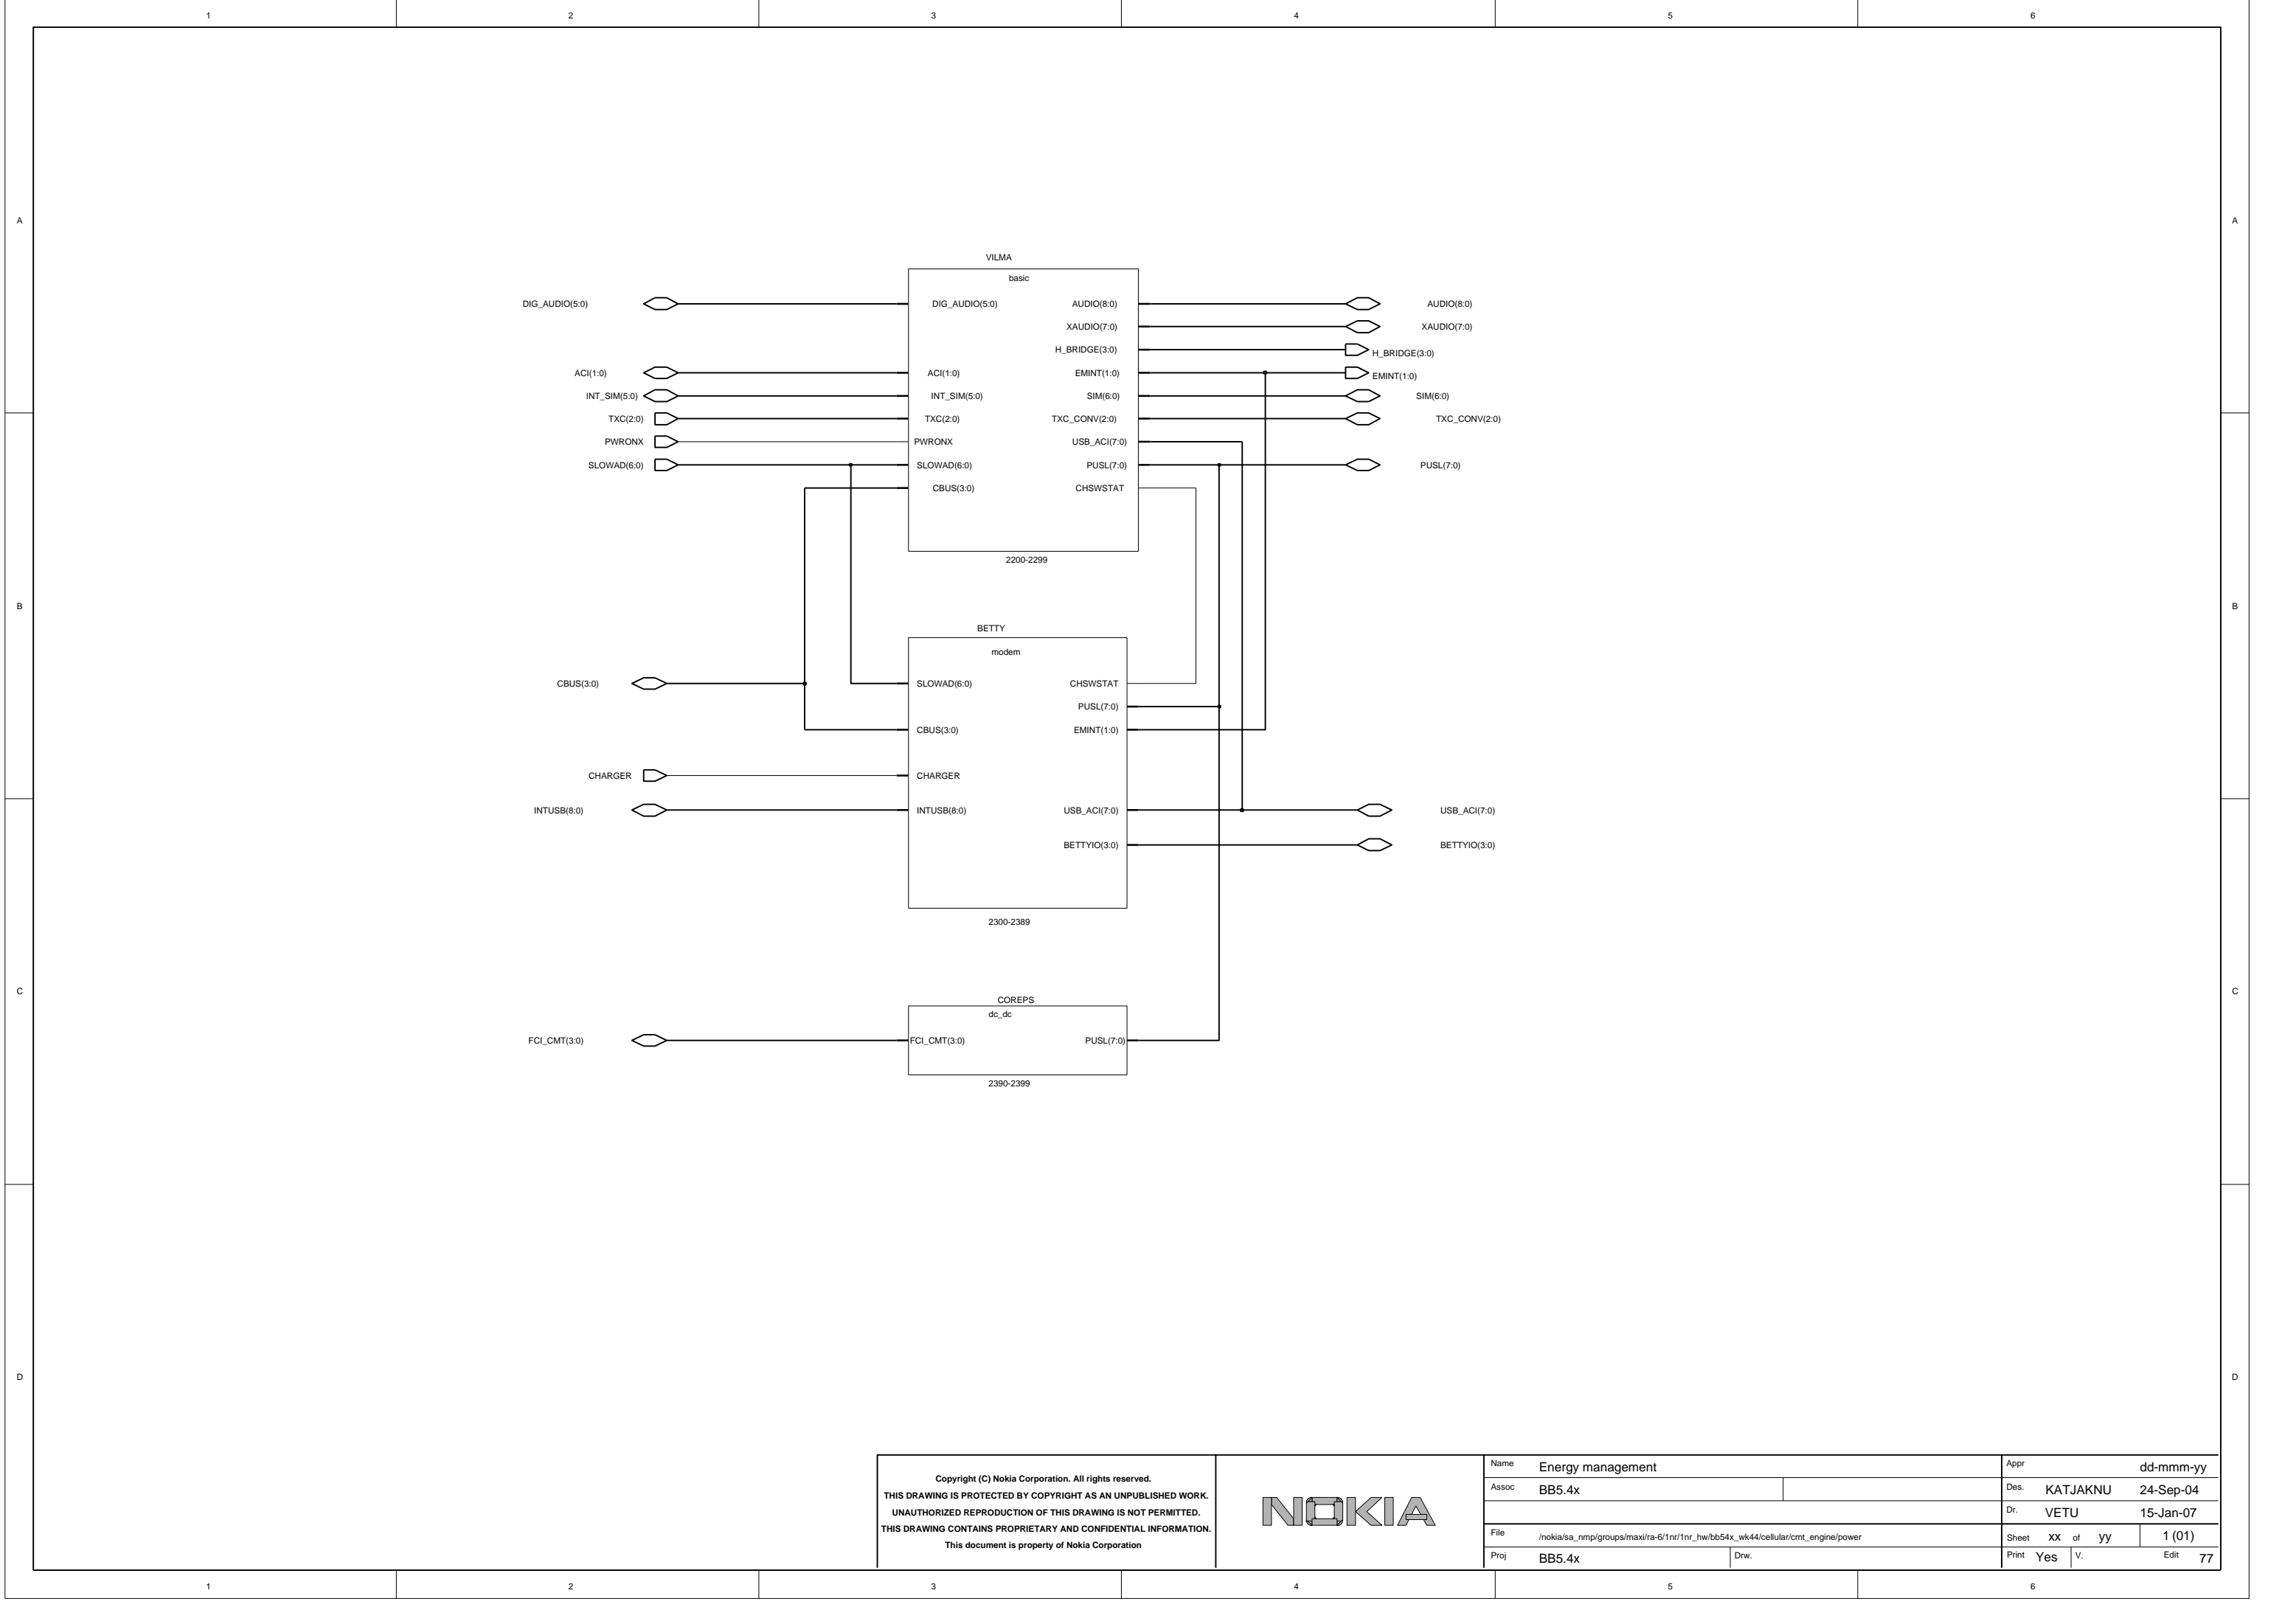 1 2 3 4 5 6
A A
VILMA
basic
DIG_AUDIO(5:0) DIG_AUDIO(5:0) AUDIO(8:0) AUDIO(8:0)
XAUDIO(7:0) XAUDIO(7:0)
H_BRIDGE(3:0) H_BRIDGE(3:0)
ACI(1:0) ACI(1:0) EMINT(1:0) EMINT(1:0)
INT_SIM(5:0) INT_SIM(5:0) SIM(6:0) SIM(6:0)
TXC(2:0) TXC(2:0) TXC_CONV(2:0) TXC_CONV(2:0)
PWRONX PWRONX USB_ACI(7:0)
SLOWAD(6:0) SLOWAD(6:0) PUSL(7:0) PUSL(7:0)
CBUS(3:0) CHSWSTAT
2200-2299
B B
BETTY
modem
CBUS(3:0) SLOWAD(6:0) CHSWSTAT
PUSL(7:0)
CBUS(3:0) EMINT(1:0)
CHARGER CHARGER
INTUSB(8:0) INTUSB(8:0) USB_ACI(7:0) USB_ACI(7:0)
BETTYIO(3:0) BETTYIO(3:0)
2300-2389
C C
COREPS
dc_dc
FCI_CMT(3:0) FCI_CMT(3:0) PUSL(7:0)
2390-2399
D D
Copyright (C) Nokia Corporation. All rights reserved.
THIS DRAWING IS PROTECTED BY COPYRIGHT AS AN UNPUBLISHED WORK.
UNAUTHORIZED REPRODUCTION OF THIS DRAWING IS NOT PERMITTED.
THIS DRAWING CONTAINS PROPRIETARY AND CONFIDENTIAL INFORMATION.
This document is property of Nokia Corporation
NOKIA
Name Energy management Appr dd-mmm-yy
Assoc BB5.4x Des. KATJAKNU 24-Sep-04
Dr. VETU 15-Jan-07
File /nokia/sa_nmp/groups/maxi/ra-6/1nr/1nr_hw/bb54x_wk44/cellular/cmt_engine/power Sheet xx of yy 1 (01)
Proj BB5.4x Drw. Print Yes V. Edit 77
1 2 3 4 5 6